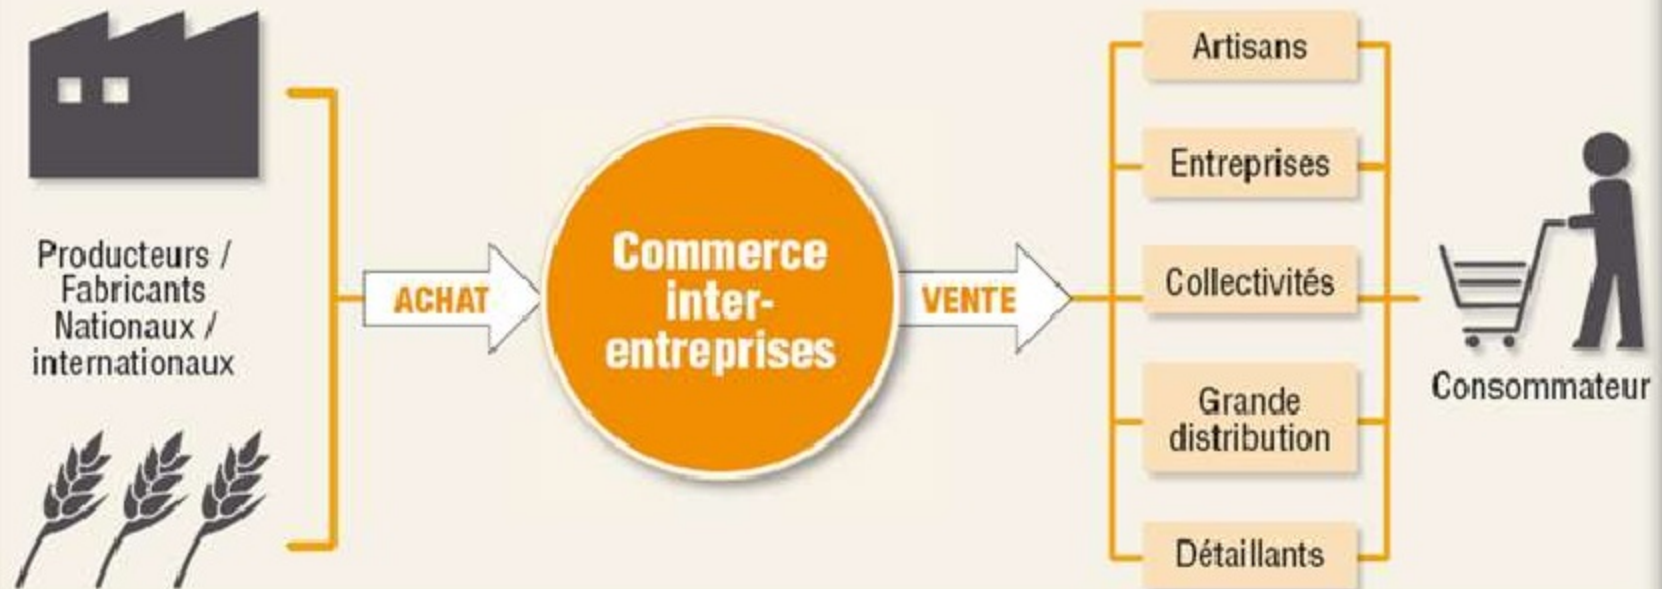 Producteurs /
Fabricants
Nationaux /
internationaux
ACHAT
Commerce
inter-
entreprises
VENTE
Artisans
Entreprises
Collectivités
Grande
distribution
Détaillants
Consommateur